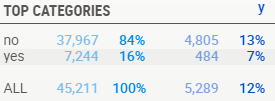 TOP CATEGORIES y
no 37,967 84% 4,805 13%
yes 7,244 16% 484 7%
ALL 45,211 100% 5,289 12%